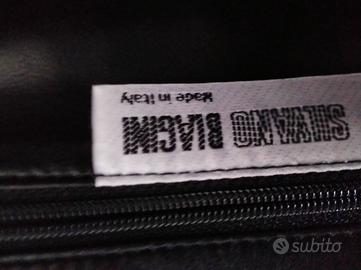 SILVANO
BIAGINI
Made in Italy
subito